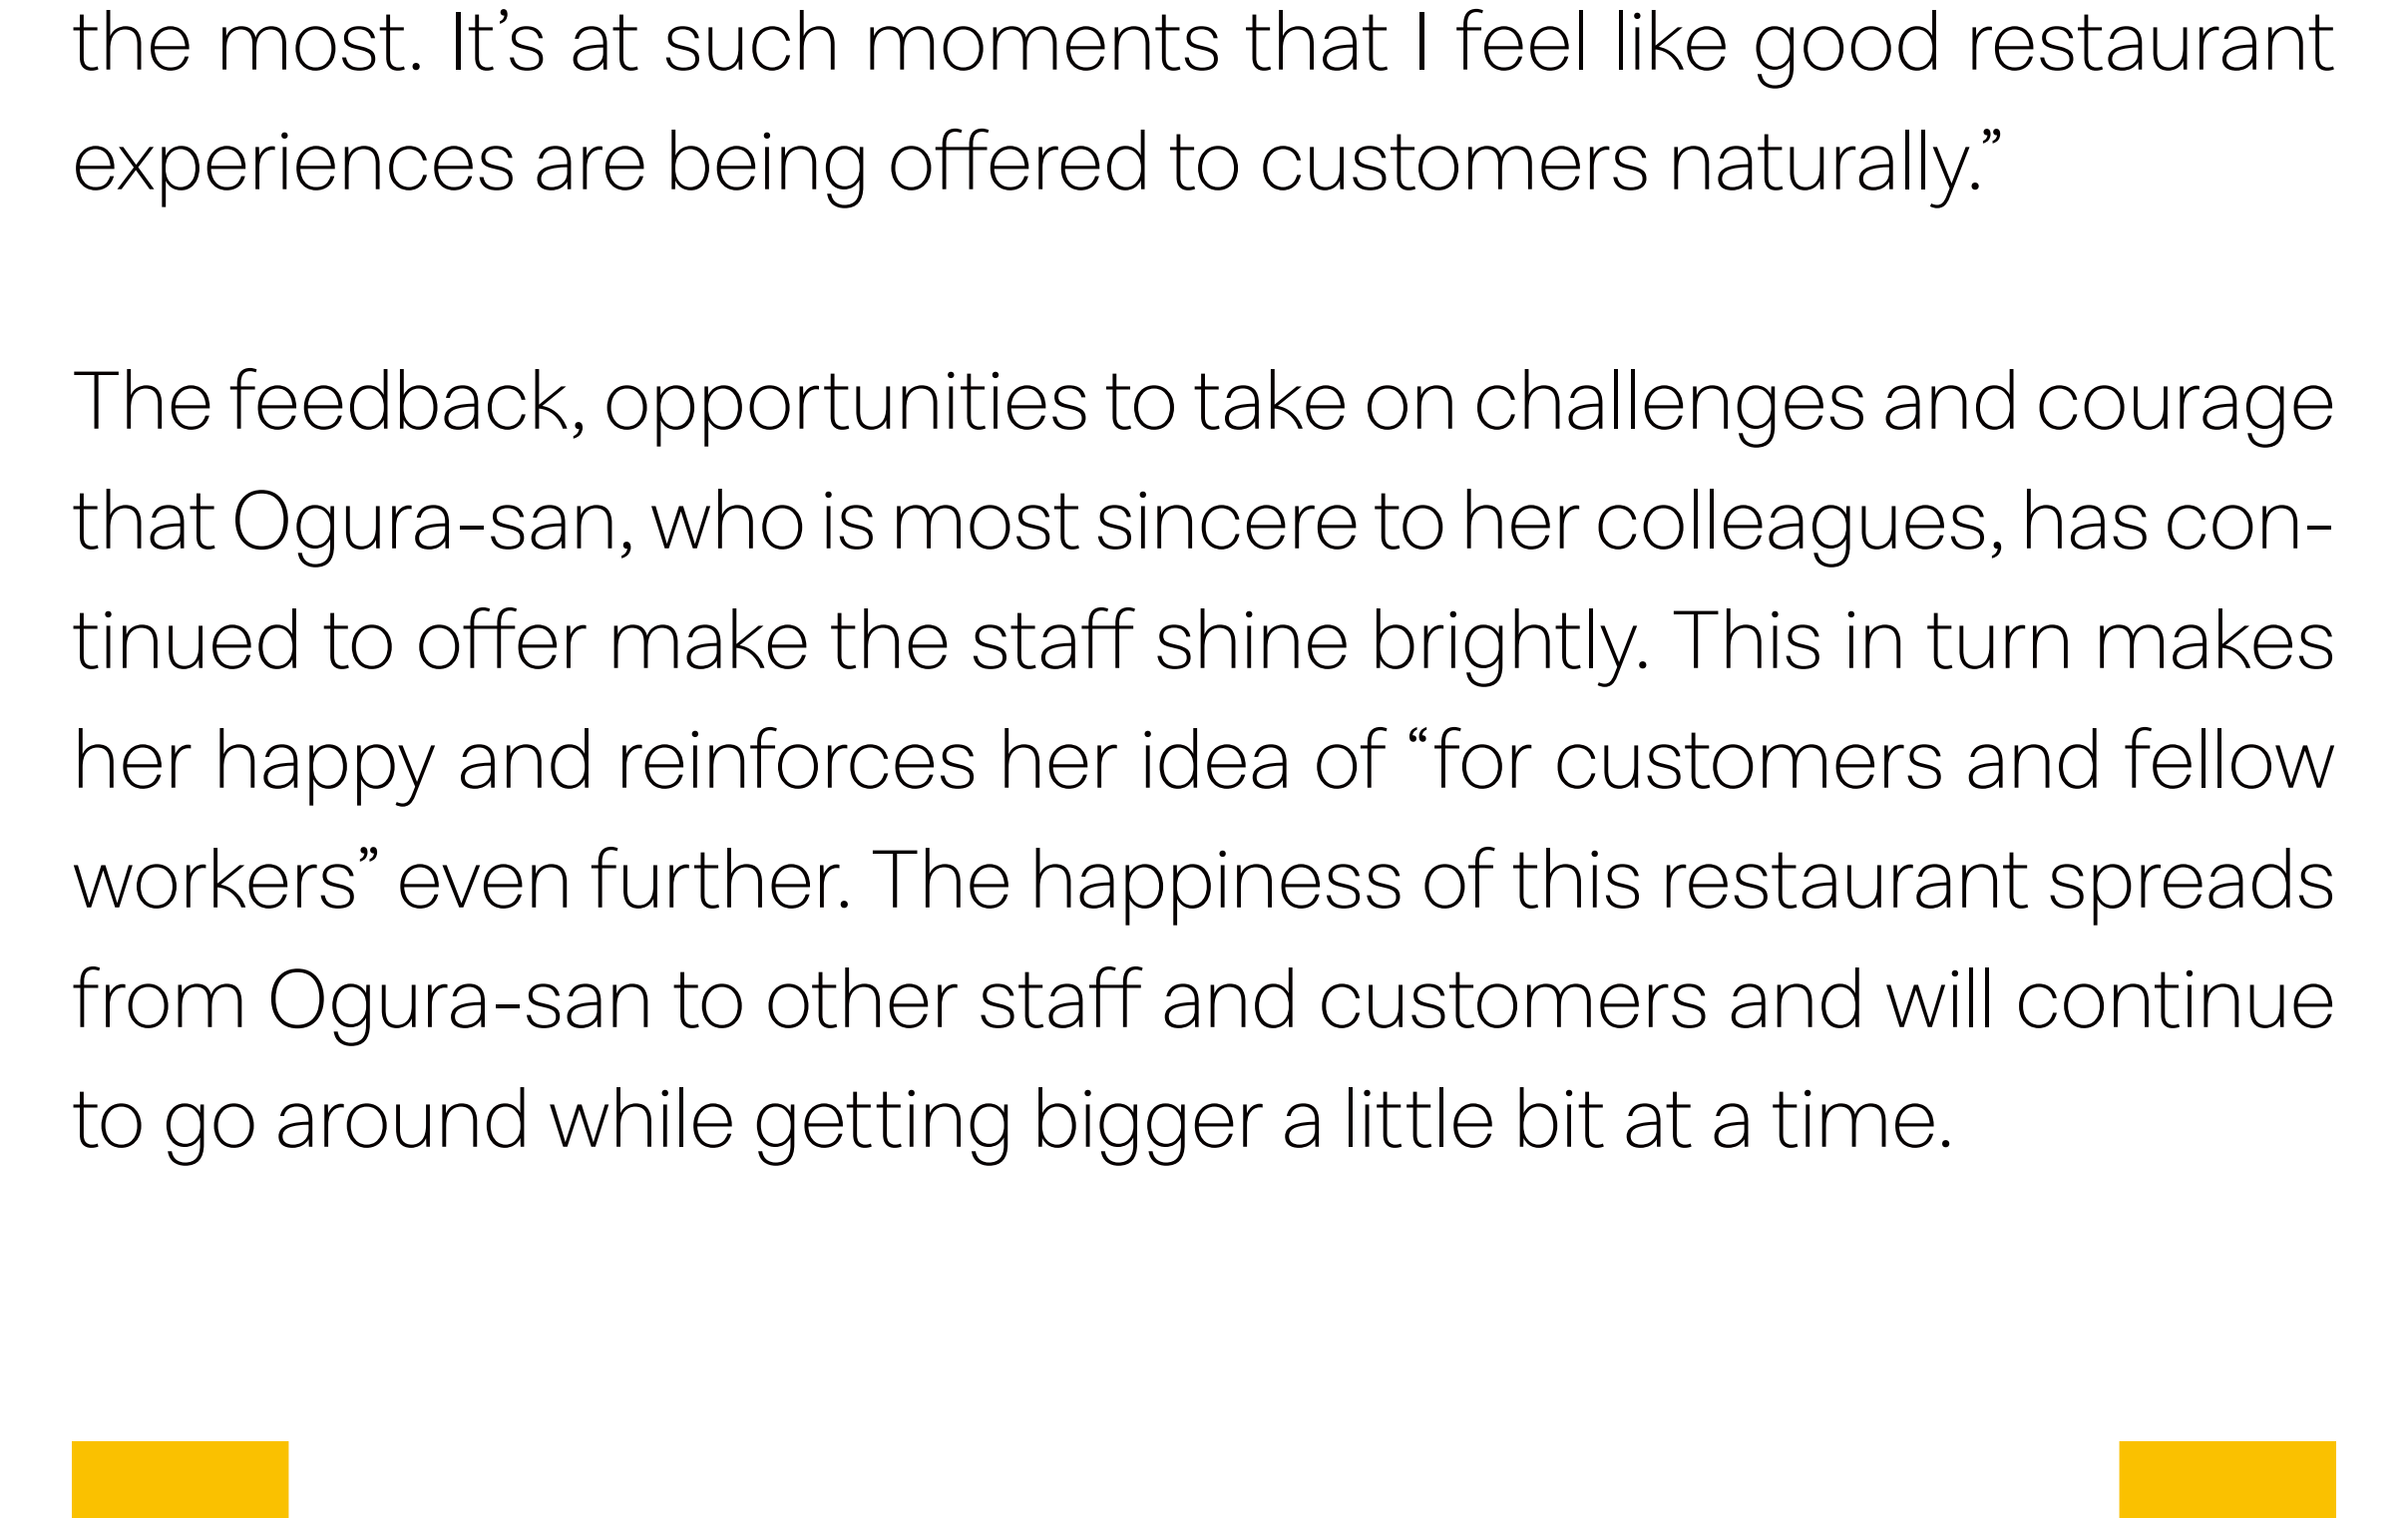 the most. It’s at such moments that I feel like good restaurant
experiences are being offered to customers naturally.”
The feedback, opportunities to take on challenges and courage
that Ogura-san, who is most sincere to her colleagues, has con-
tinued to offer make the staff shine brightly. This in turn makes
her happy and reinforces her idea of “for customers and fellow
workers” even further. The happiness of this restaurant spreads
from Ogura-san to other staff and customers and will continue
to go around while getting bigger a little bit at a time.